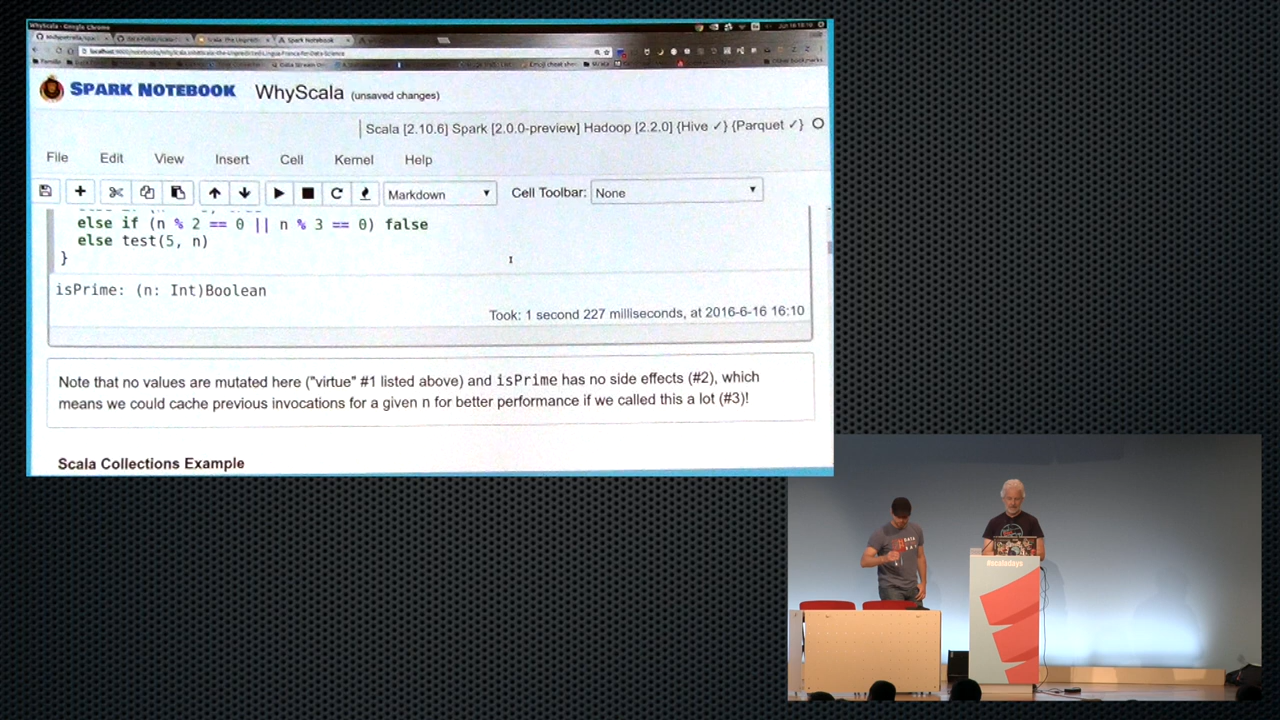 WhyScala - Google Chrome
Spark Notebook
SPARK NOTEBOOK WhyScala (unsaved changes)
Scala [2.10.6] Spark [2.0.0-preview] Hadoop [2.2.0] {Hive ✓} {Parquet ✓}
File Edit View Insert Cell Kernel Help
Markdown Cell Toolbar: None
else if (n % 2 == 0 || n % 3 == 0) false
else test(5, n)
}
isPrime: (n: Int)Boolean
Took: 1 second 227 milliseconds, at 2016-6-16 16:10
Note that no values are mutated here ("virtue" #1 listed above) and isPrime has no side effects (#2), which
means we could cache previous invocations for a given n for better performance if we called this a lot (#3)!
Scala Collections Example
#scaladays